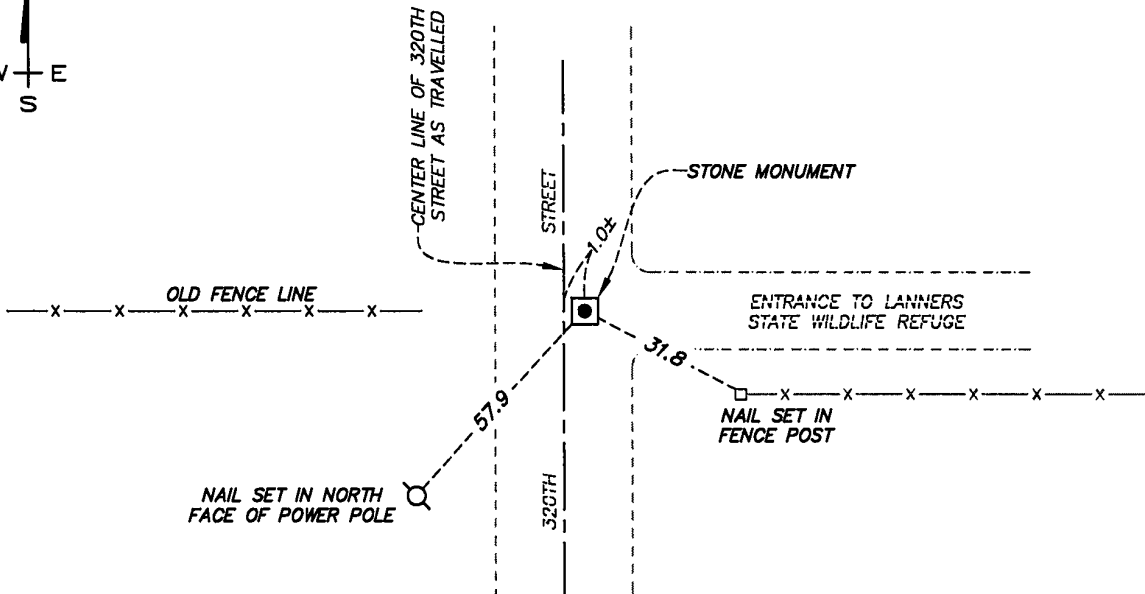 W E
S
CENTER LINE OF 320TH
STREET AS TRAVELLED
STREET
1.0±
STONE MONUMENT
OLD FENCE LINE
ENTRANCE TO LANNERS
STATE WILDLIFE REFUGE
31.8
57.9
NAIL SET IN
FENCE POST
320TH
NAIL SET IN NORTH
FACE OF POWER POLE